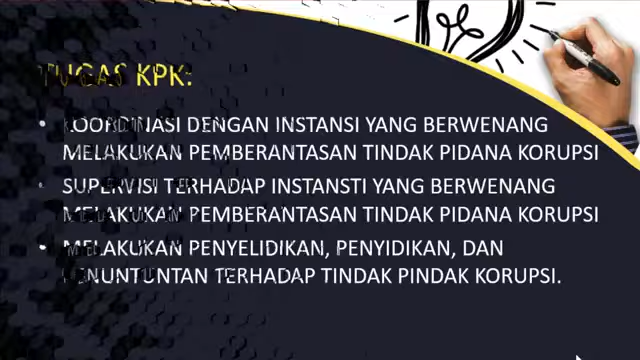 TUGAS KPK:
• KOORDINASI DENGAN INSTANSI YANG BERWENANG
MELAKUKAN PEMBERANTASAN TINDAK PIDANA KORUPSI
• SUPERVISI TERHADAP INSTANSTI YANG BERWENANG
MELAKUKAN PEMBERANTASAN TINDAK PIDANA KORUPSI
• MELAKUKAN PENYELIDIKAN, PENYIDIKAN, DAN
PENUNTUNTAN TERHADAP TINDAK PINDAK KORUPSI.